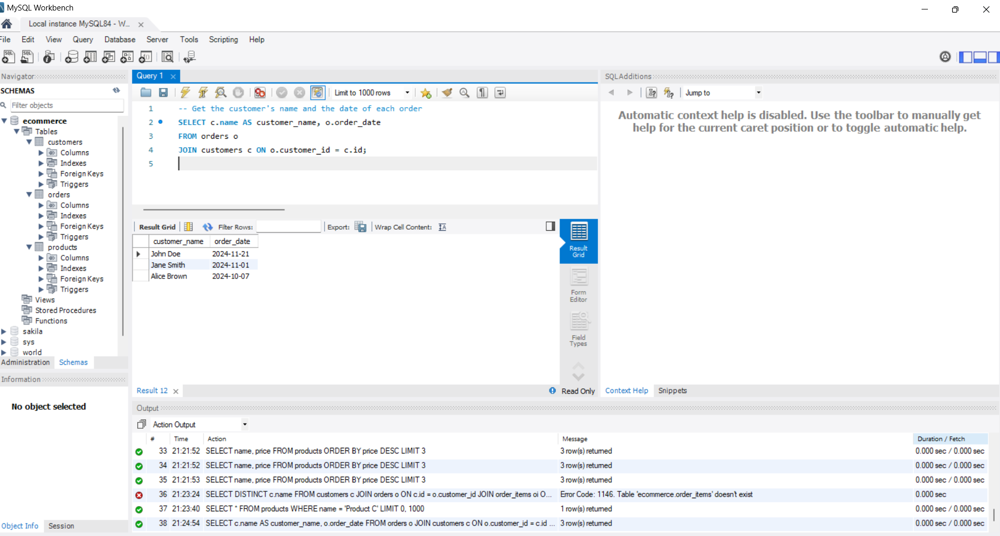 MySQL Workbench
Local instance MySQL84 - W...
File Edit View Query Database Server Tools Scripting Help
Navigator
SCHEMAS
Filter objects
ecommerce
Tables
customers
Columns
Indexes
Foreign Keys
Triggers
orders
Columns
Indexes
Foreign Keys
Triggers
products
Columns
Indexes
Foreign Keys
Triggers
Views
Stored Procedures
Functions
sakila
sys
world
Administration Schemas
Information
No object selected
Object Info Session
Query 1
Limit to 1000 rows
1 -- Get the customer's name and the date of each order
2 SELECT c.name AS customer_name, o.order_date
3 FROM orders o
4 JOIN customers c ON o.customer_id = c.id;
5
Result Grid Filter Rows: Export: Wrap Cell Content:
customer_name order_date
John Doe 2024-11-21
Jane Smith 2024-11-01
Alice Brown 2024-10-07
Result Grid
Form Editor
Field Types
Result 12
Read Only
SQLAdditions
Jump to
Automatic context help is disabled. Use the toolbar to manually get
help for the current caret position or to toggle automatic help.
Context Help Snippets
Output
Action Output
# Time Action Message Duration / Fetch
33 21:21:52 SELECT name, price FROM products ORDER BY price DESC LIMIT 3 3 row(s) returned 0.000 sec / 0.000 sec
34 21:21:52 SELECT name, price FROM products ORDER BY price DESC LIMIT 3 3 row(s) returned 0.000 sec / 0.000 sec
35 21:21:53 SELECT name, price FROM products ORDER BY price DESC LIMIT 3 3 row(s) returned 0.000 sec / 0.000 sec
36 21:23:24 SELECT DISTINCT c.name FROM customers c JOIN orders o ON c.id = o.customer_id JOIN order_items oi O... Error Code: 1146. Table 'ecommerce.order_items' doesn't exist 0.000 sec
37 21:23:40 SELECT * FROM products WHERE name = 'Product C' LIMIT 0, 1000 1 row(s) returned 0.000 sec / 0.000 sec
38 21:24:54 SELECT c.name AS customer_name, o.order_date FROM orders o JOIN customers c ON o.customer_id = c.id ... 3 row(s) returned 0.000 sec / 0.000 sec